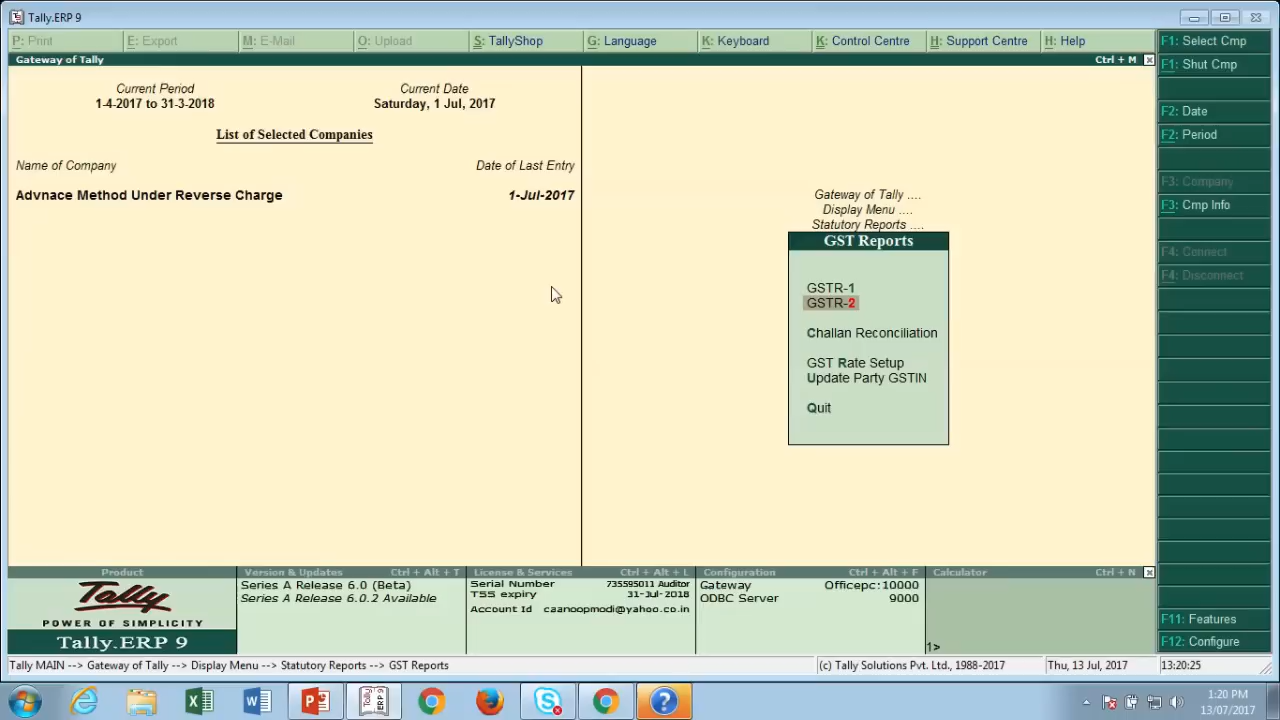 Tally.ERP 9
P: Print
E: Export
M: E-Mail
O: Upload
S: TallyShop
G: Language
K: Keyboard
K: Control Centre
H: Support Centre
H: Help
F1: Select Cmp
F1: Shut Cmp
F2: Date
F2: Period
F3: Company
F3: Cmp Info
F4: Connect
F4: Disconnect
F11: Features
F12: Configure
Gateway of Tally
Ctrl + M
Current Period
1-4-2017 to 31-3-2018
Current Date
Saturday, 1 Jul, 2017
List of Selected Companies
Name of Company
Date of Last Entry
Advnace Method Under Reverse Charge
1-Jul-2017
Gateway of Tally ....
Display Menu ....
Statutory Reports ....
GST Reports
GSTR-1
GSTR-2
Challan Reconciliation
GST Rate Setup
Update Party GSTIN
Quit
Product
Tally
POWER OF SIMPLICITY
Tally.ERP 9
Version & Updates Ctrl + Alt + T
Series A Release 6.0 (Beta)
Series A Release 6.0.2 Available
License & Services Ctrl + Alt + L
Serial Number 735595011 Auditor
TSS expiry 31-Jul-2018
Account Id caanoopmodi@yahoo.co.in
Configuration Ctrl + Alt + F
Gateway Officepc:10000
ODBC Server 9000
Calculator Ctrl + N
1>
Tally MAIN --> Gateway of Tally --> Display Menu --> Statutory Reports --> GST Reports
(c) Tally Solutions Pvt. Ltd., 1988-2017
Thu, 13 Jul, 2017
13:20:25
1:20 PM
13/07/2017